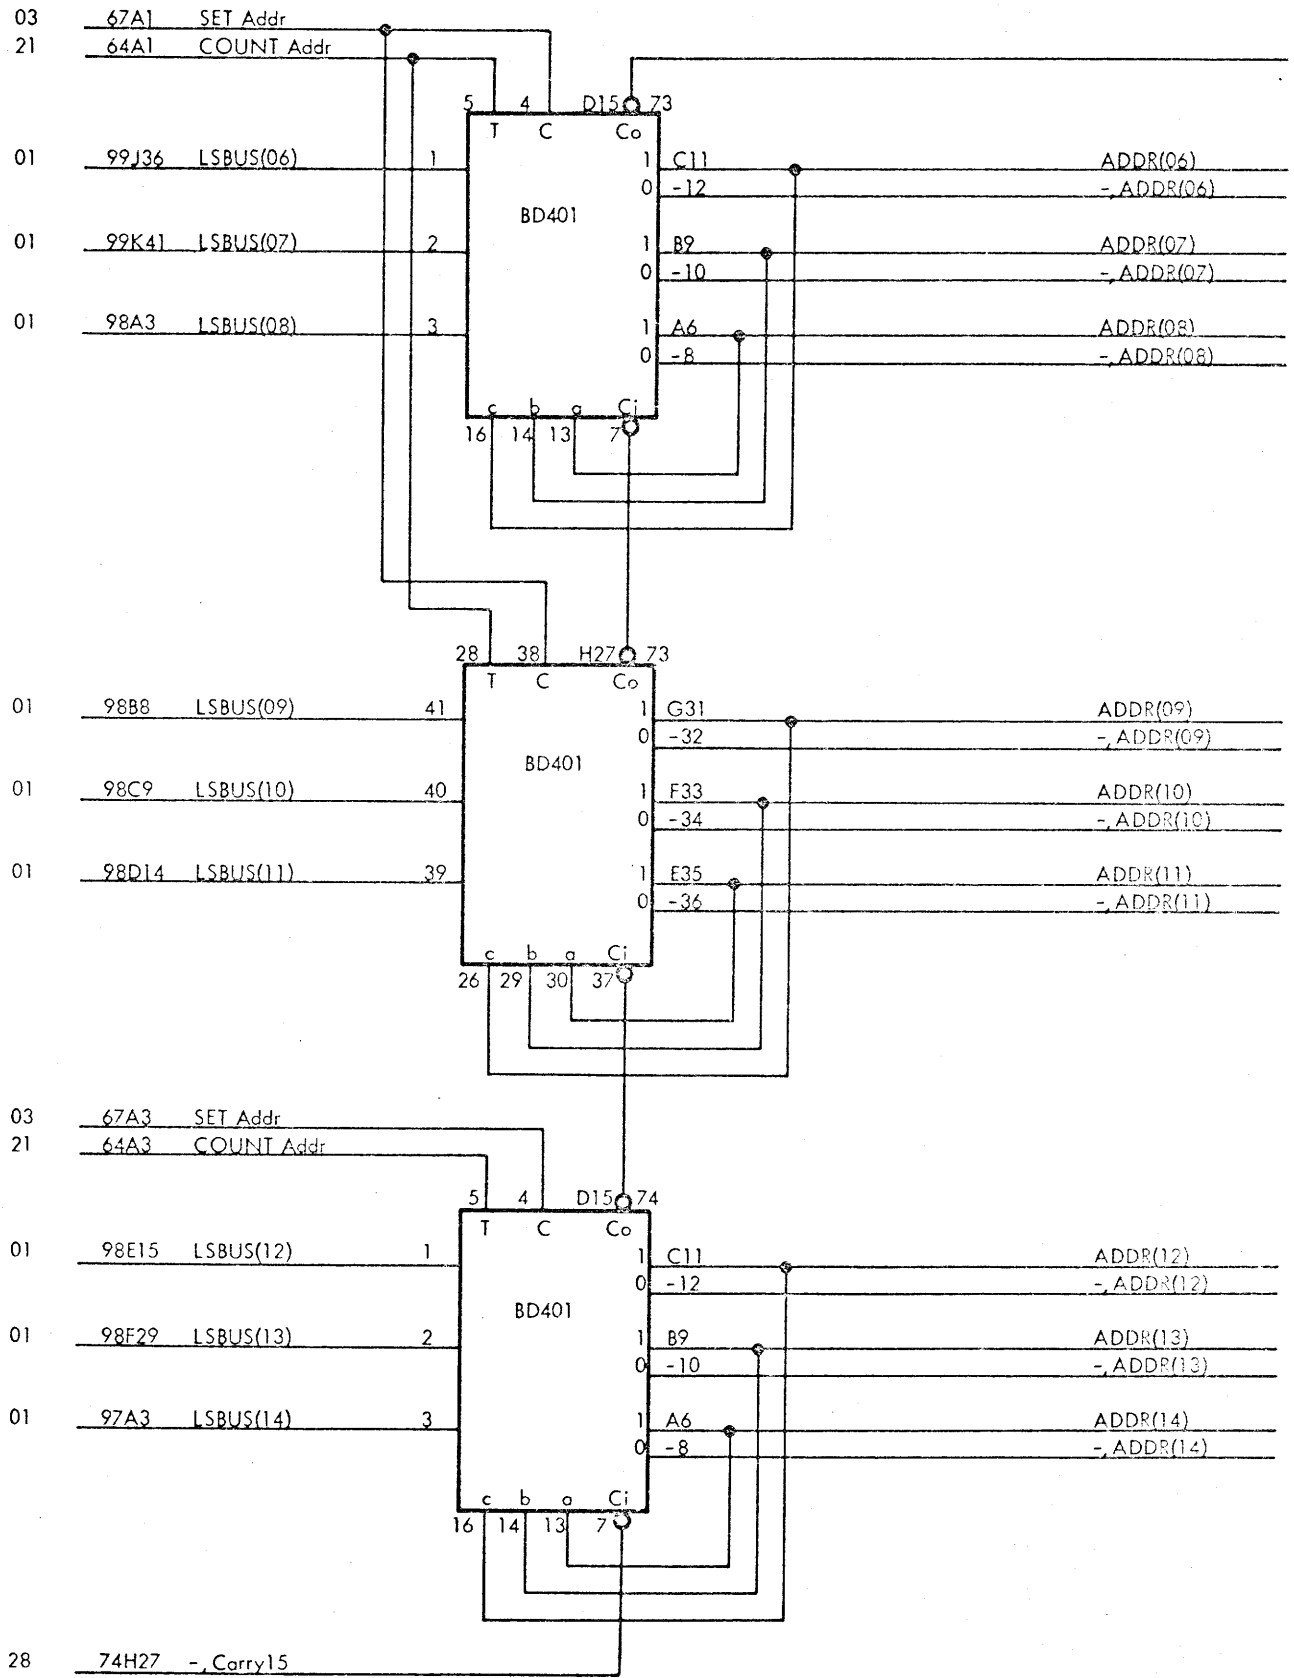 03 67A1 SET Addr
21 64A1 COUNT Addr
5 4 D15 73
T C Co
01 99J36 LSBUS(06) 1 1 C11 ADDR(06)
0 -12 -,ADDR(06)
BD401
01 99K41 LSBUS(07) 2 1 B9 ADDR(07)
0 -10 -,ADDR(07)
01 98A3 LSBUS(08) 3 1 A6 ADDR(08)
0 -8 -,ADDR(08)
c b a Ci
16 14 13 7
28 38 H27 73
T C Co
01 98B8 LSBUS(09) 41 1 G31 ADDR(09)
0 -32 -,ADDR(09)
BD401
01 98C9 LSBUS(10) 40 1 F33 ADDR(10)
0 -34 -,ADDR(10)
01 98D14 LSBUS(11) 39 1 E35 ADDR(11)
0 -36 -,ADDR(11)
c b a Ci
26 29 30 37
03 67A3 SET Addr
21 64A3 COUNT Addr
5 4 D15 74
T C Co
01 98E15 LSBUS(12) 1 1 C11 ADDR(12)
0 -12 -,ADDR(12)
BD401
01 98F29 LSBUS(13) 2 1 B9 ADDR(13)
0 -10 -,ADDR(13)
01 97A3 LSBUS(14) 3 1 A6 ADDR(14)
0 -8 -,ADDR(14)
c b a Ci
16 14 13 7
28 74H27 -,Carry15